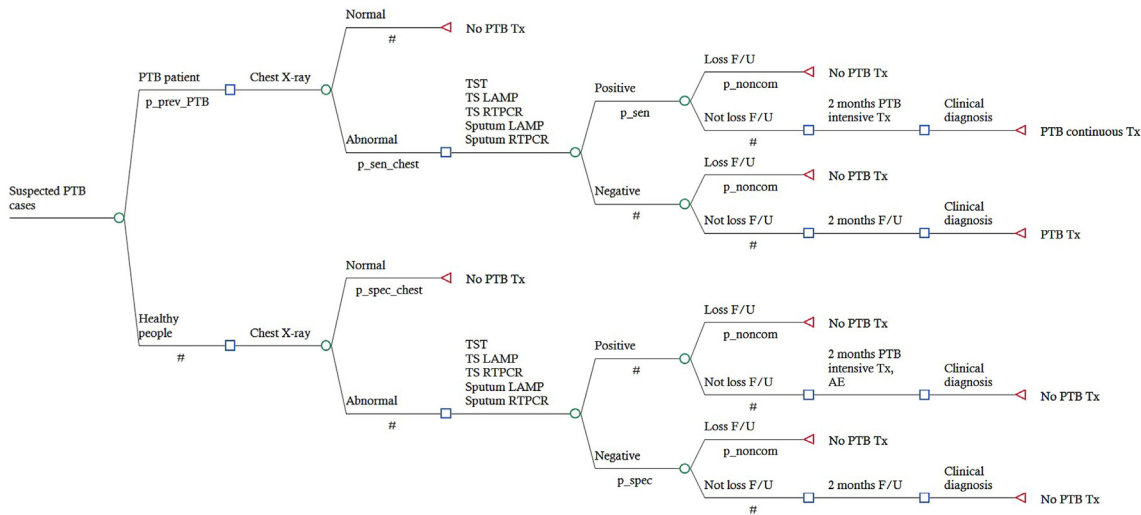 Suspected PTB
cases
PTB patient
p_prev_PTB
Chest X-ray
Normal
#
No PTB Tx
Abnormal
p_sen_chest
TST
TS LAMP
TS RTPCR
Sputum LAMP
Sputum RTPCR
Positive
p_sen
Loss F/U
p_noncom
No PTB Tx
Not loss F/U
#
2 months PTB
intensive Tx
Clinical
diagnosis
PTB continuous Tx
Negative
#
Loss F/U
p_noncom
No PTB Tx
Not loss F/U
#
2 months F/U
Clinical
diagnosis
PTB Tx
Healthy
people
#
Chest X-ray
Normal
p_spec_chest
No PTB Tx
Abnormal
#
TST
TS LAMP
TS RTPCR
Sputum LAMP
Sputum RTPCR
Positive
#
Loss F/U
p_noncom
No PTB Tx
Not loss F/U
#
2 months PTB
intensive Tx,
AE
Clinical
diagnosis
No PTB Tx
Negative
p_spec
Loss F/U
p_noncom
No PTB Tx
Not loss F/U
#
2 months F/U
Clinical
diagnosis
No PTB Tx